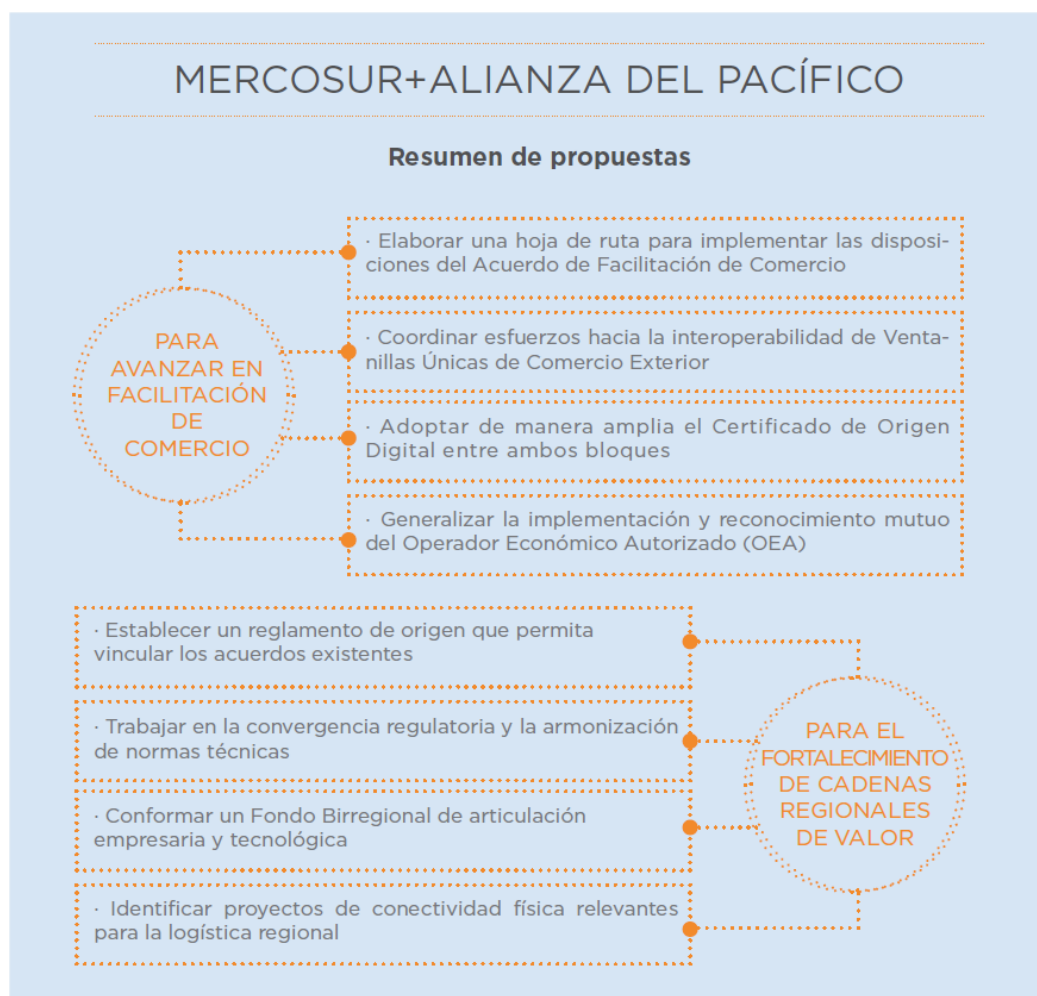 MERCOSUR+ALIANZA DEL PACÍFICO
Resumen de propuestas
PARA
AVANZAR EN
FACILITACIÓN
DE
COMERCIO
· Elaborar una hoja de ruta para implementar las disposi-
ciones del Acuerdo de Facilitación de Comercio
· Coordinar esfuerzos hacia la interoperabilidad de Venta-
nillas Únicas de Comercio Exterior
· Adoptar de manera amplia el Certificado de Origen
Digital entre ambos bloques
· Generalizar la implementación y reconocimiento mutuo
del Operador Económico Autorizado (OEA)
PARA EL
FORTALECIMIENTO
DE CADENAS
REGIONALES
DE VALOR
· Establecer un reglamento de origen que permita
vincular los acuerdos existentes
· Trabajar en la convergencia regulatoria y la armonización
de normas técnicas
· Conformar un Fondo Birregional de articulación
empresaria y tecnológica
· Identificar proyectos de conectividad física relevantes
para la logística regional